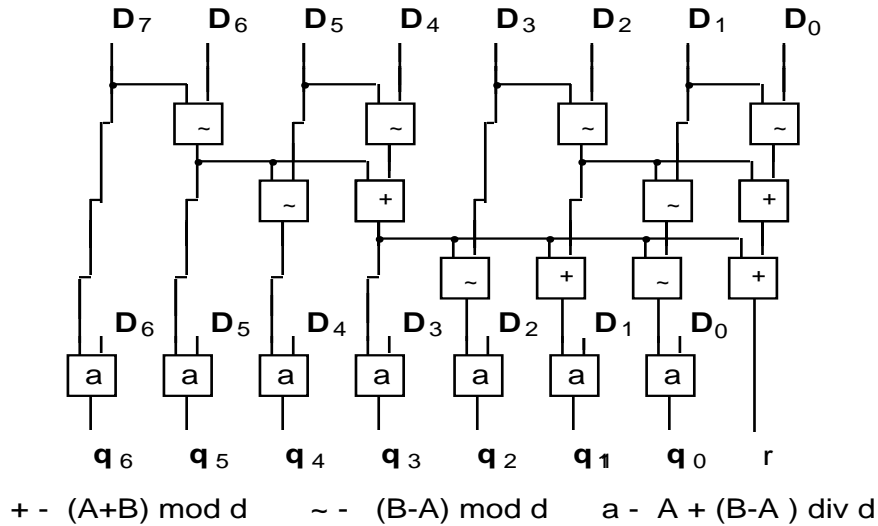 D7 D6 D5 D4 D3 D2 D1 D0
~ ~ ~ ~
~ + ~ +
~ + ~ +
D6 D5 D4 D3 D2 D1 D0
a a a a a a a
q6 q5 q4 q3 q2 q1 q0 r
+ - (A+B) mod d ~ - (B-A) mod d a - A + (B-A ) div d